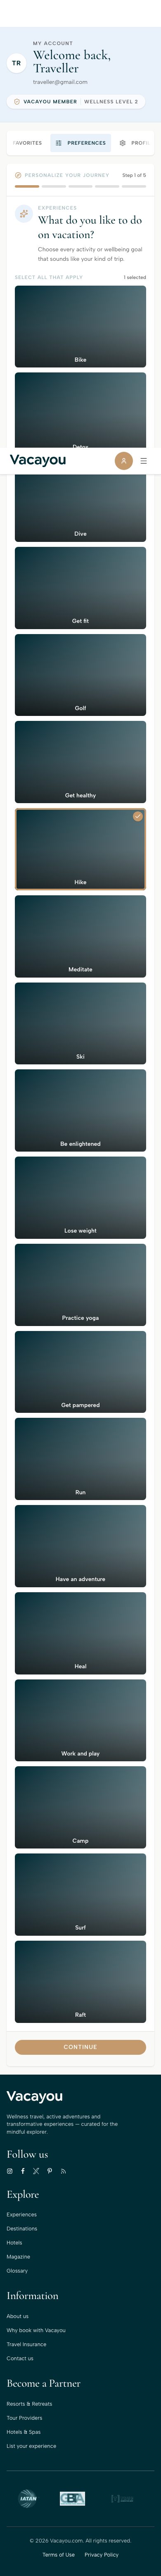 MY ACCOUNT
TR
Welcome back,
Traveller
traveller@gmail.com
VACAYOU MEMBER
WELLNESS LEVEL 2
FAVORITES
PREFERENCES
PERSONALIZE YOUR JOURNEY
Step 1 of 5
EXPERIENCES
What do you like to do
on vacation?
Choose every activity or wellbeing goal
that sounds like your kind of trip.
SELECT ALL THAT APPLY
1 selected
Bike
Vacayou
Dive
Get fit
Golf
Get healthy
Hike
Meditate
Ski
Be enlightened
Lose weight
Practice yoga
Get pampered
Run
Have an adventure
Heal
Work and play
Camp
Surf
Raft
CONTINUE
Vacayou
Wellness travel, active adventures and
transformative experiences — curated for the
mindful explorer.
Follow us
Explore
Experiences
Destinations
Hotels
Magazine
Glossary
Information
About us
Why book with Vacayou
Travel Insurance
Contact us
Become a Partner
Resorts & Retreats
Tour Providers
Hotels & Spas
List your experience
IATAN
GBTA
© 2026 Vacayou.com. All rights reserved.
Terms of Use
Privacy Policy